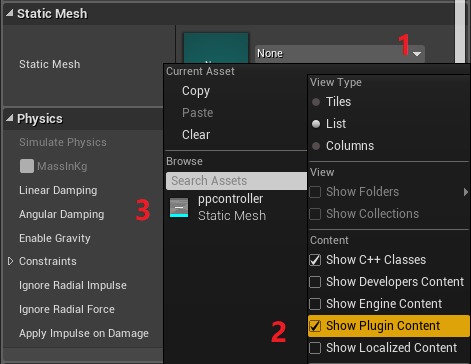 Static Mesh
1
Static Mesh
None
Current Asset
Copy
Paste
Clear
Browse
Search Assets
ppcontroller
Static Mesh
View Type
Tiles
List
Columns
View
Show Folders
Show Collections
Content
Show C++ Classes
Show Developers Content
Show Engine Content
2
Show Plugin Content
Show Localized Content
Physics
Simulate Physics
MassInKg
Linear Damping
3
Angular Damping
Enable Gravity
Constraints
Ignore Radial Impulse
Ignore Radial Force
Apply Impulse on Damage